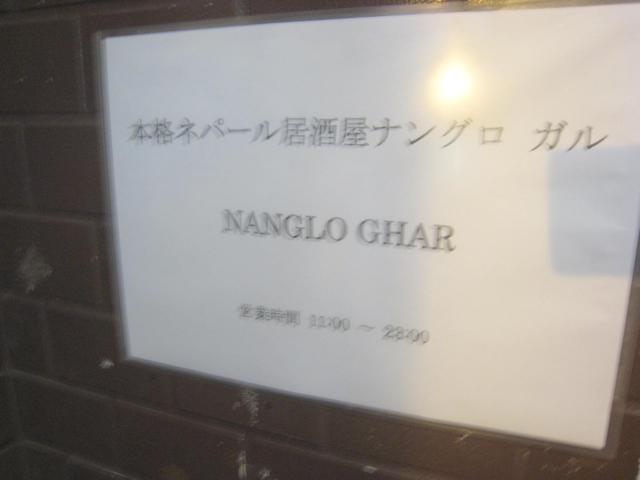 本格ネパール居酒屋ナングロ ガル
NANGLO GHAR
営業時間 11:00 ～ 23:00